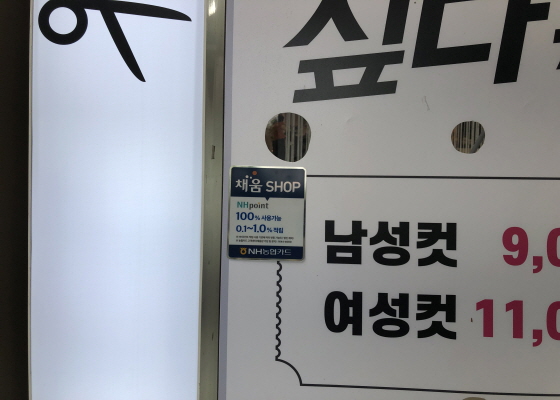 싶다
채움 SHOP
NHpoint
100% 사용가능
0.1~1.0% 적립
NH농협카드
남성컷 9,0
여성컷 11,0